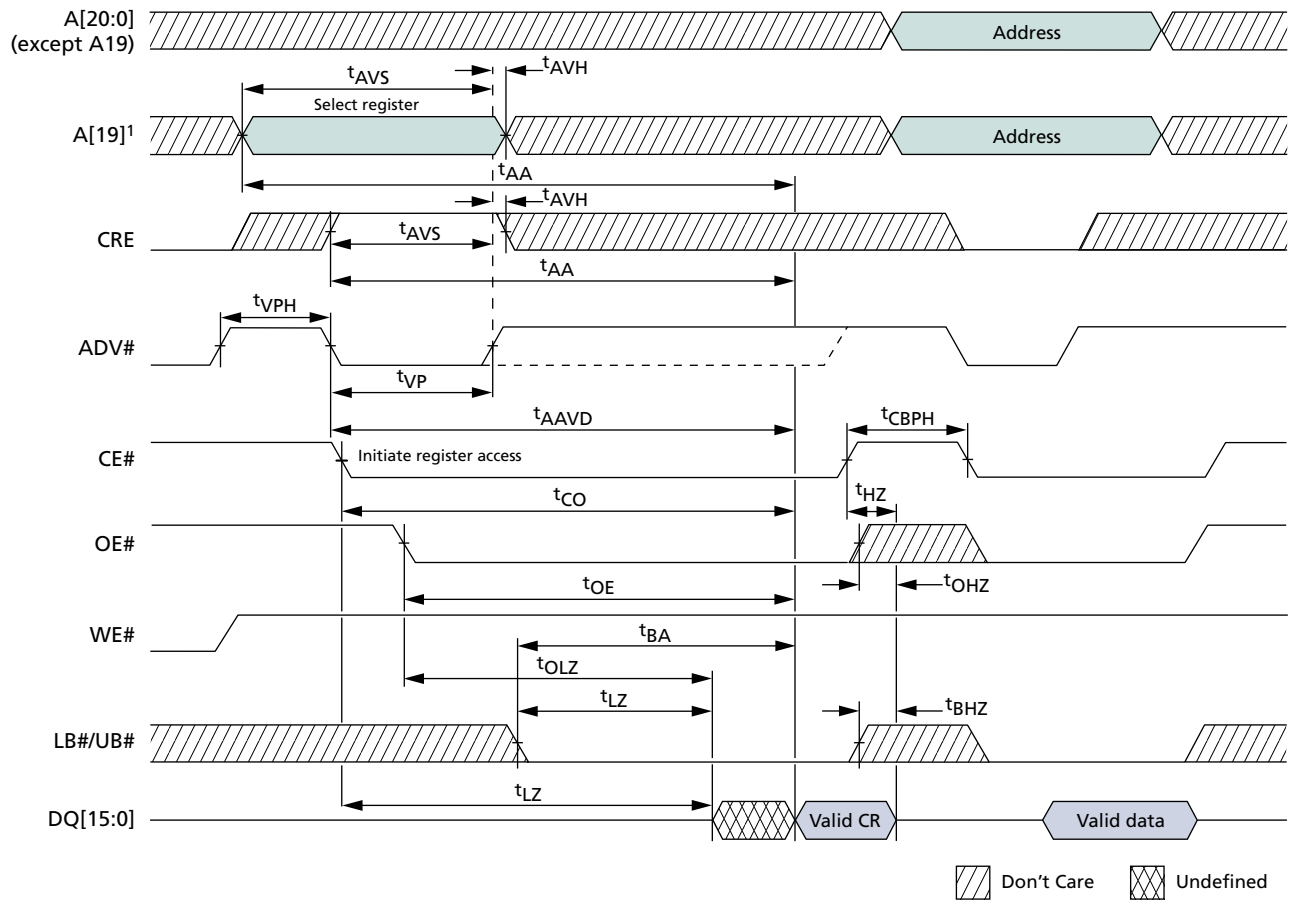 A[20:0]
(except A19)
Address
tAVS
tAVH
Select register
A[19]1
Address
tAA
tAVH
CRE
tAVS
tAA
tVPH
ADV#
tVP
tAAVD
tCBPH
CE#
Initiate register access
tCO
tHZ
OE#
tOE
tOHZ
WE#
tBA
tOLZ
tLZ
tBHZ
LB#/UB#
tLZ
DQ[15:0]
Valid CR
Valid data
Don't Care
Undefined